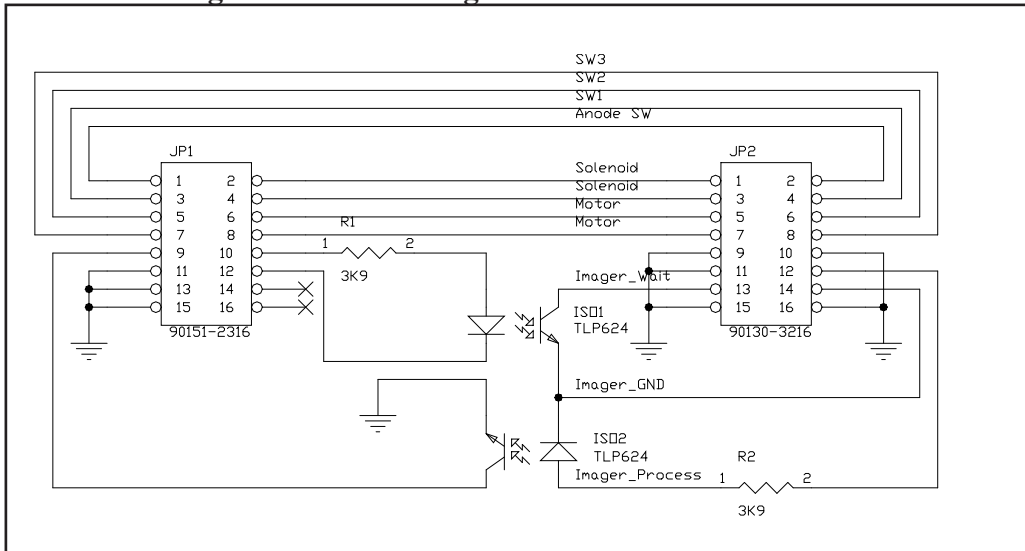 SW3
SW2
SW1
Anode SW
JP1
JP2
1 2
3 4
5 6
7 8
9 10
11 12
13 14
15 16
90151-2316
Solenoid
Solenoid
Motor
Motor
1 2
3 4
5 6
7 8
9 10
11 12
13 14
15 16
90130-3216
R1
1 2
3K9
Imager_Wait
ISO1
TLP624
Imager_GND
ISO2
TLP624
Imager_Process
R2
1 2
3K9